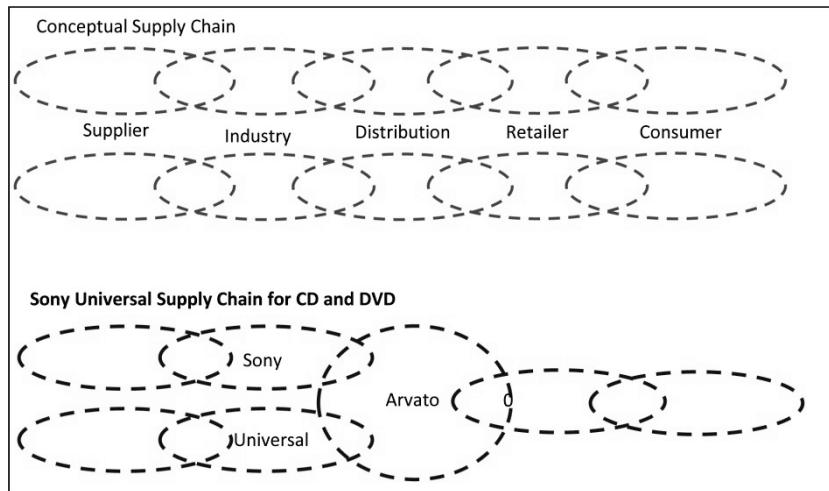 Conceptual Supply Chain
Supplier
Industry
Distribution
Retailer
Consumer
Sony Universal Supply Chain for CD and DVD
Sony
Arvato
0
Universal